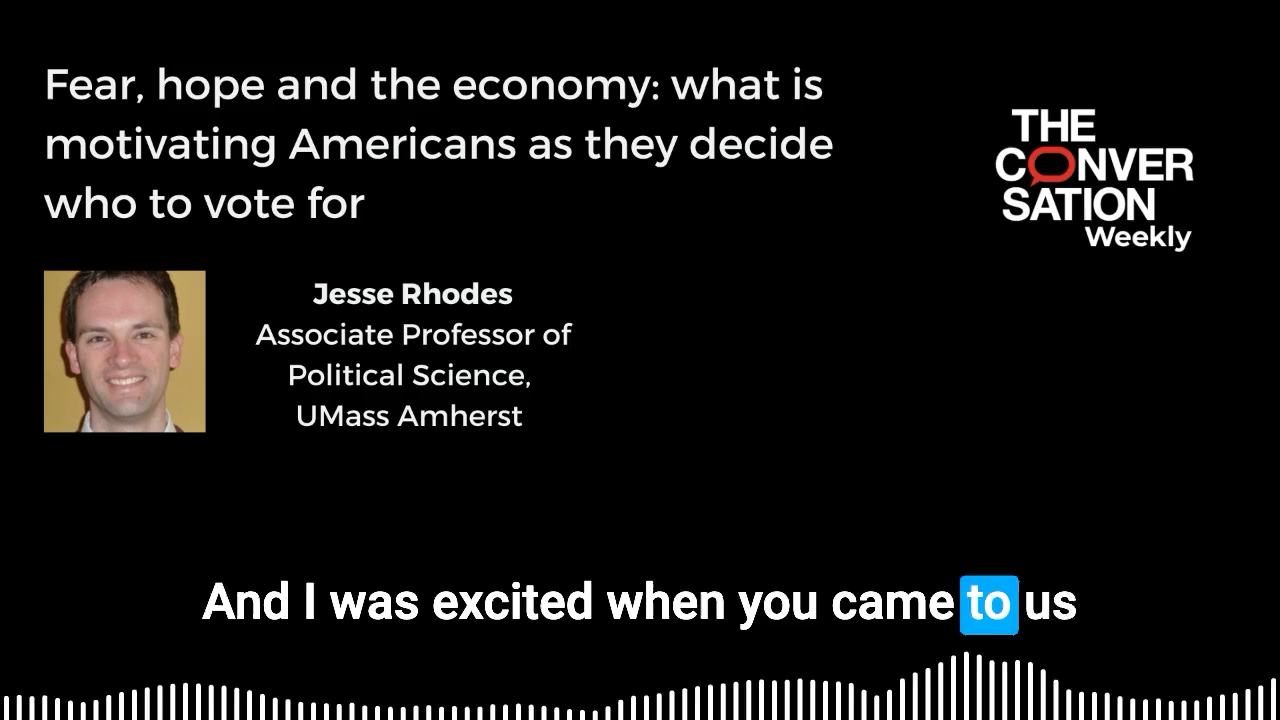 Fear, hope and the economy: what is
motivating Americans as they decide
who to vote for
THE
CONVER
SATION
Weekly
Jesse Rhodes
Associate Professor of
Political Science,
UMass Amherst
And I was excited when you came to us